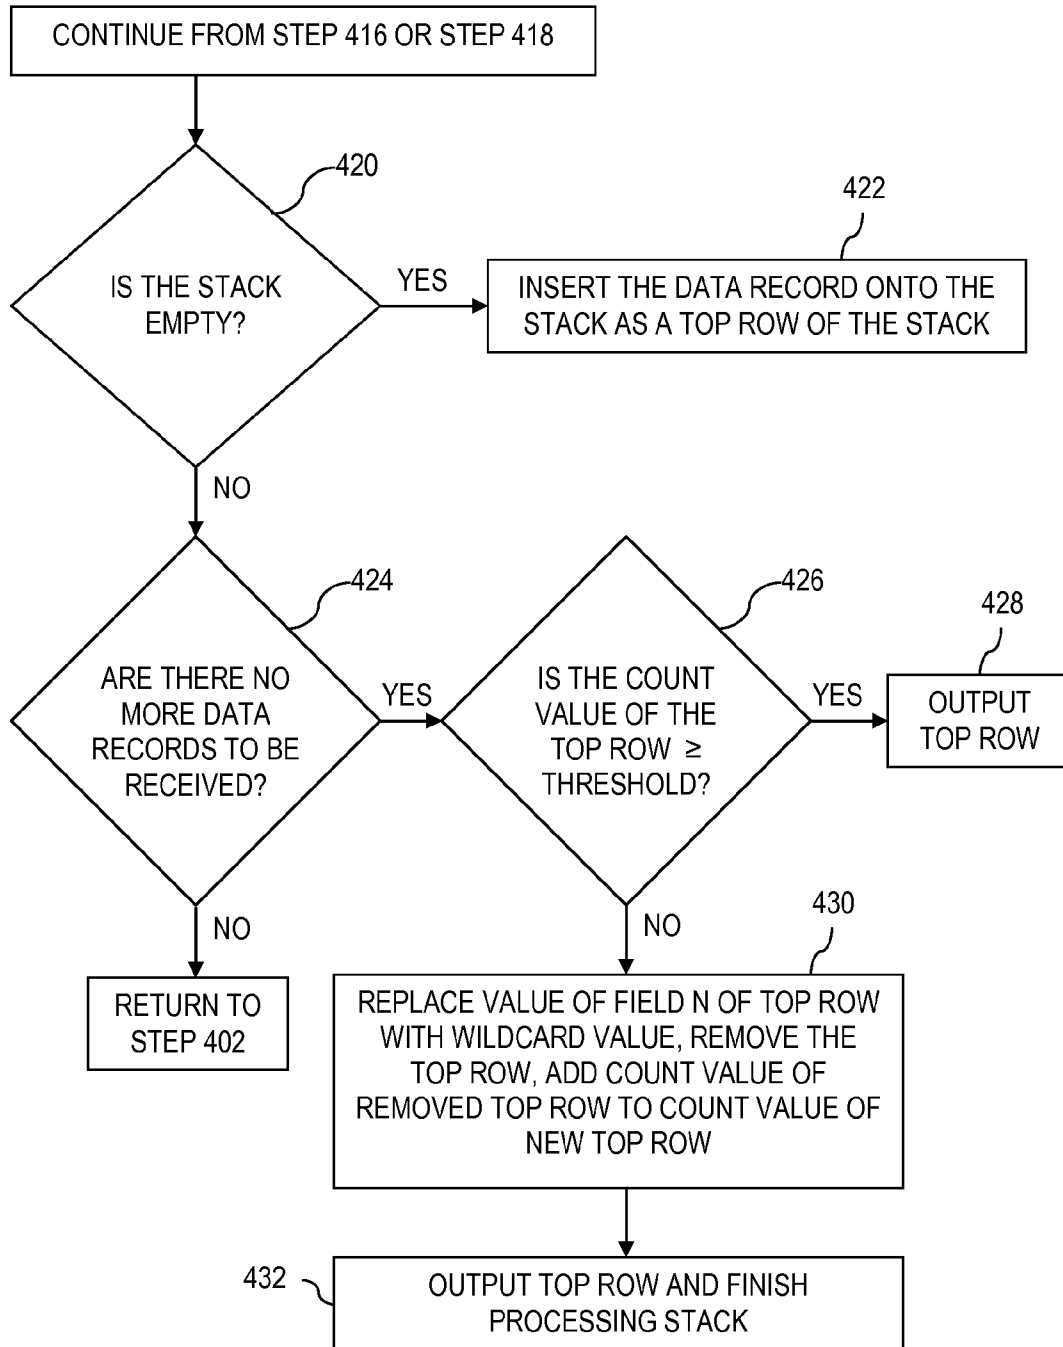 CONTINUE FROM STEP 416 OR STEP 418
420
IS THE STACK
EMPTY?
YES
422
INSERT THE DATA RECORD ONTO THE
STACK AS A TOP ROW OF THE STACK
NO
424
ARE THERE NO
MORE DATA
RECORDS TO BE
RECEIVED?
YES
426
IS THE COUNT
VALUE OF THE
TOP ROW ≥
THRESHOLD?
YES
428
OUTPUT
TOP ROW
NO
RETURN TO
STEP 402
NO
430
REPLACE VALUE OF FIELD N OF TOP ROW
WITH WILDCARD VALUE, REMOVE THE
TOP ROW, ADD COUNT VALUE OF
REMOVED TOP ROW TO COUNT VALUE OF
NEW TOP ROW
432
OUTPUT TOP ROW AND FINISH
PROCESSING STACK